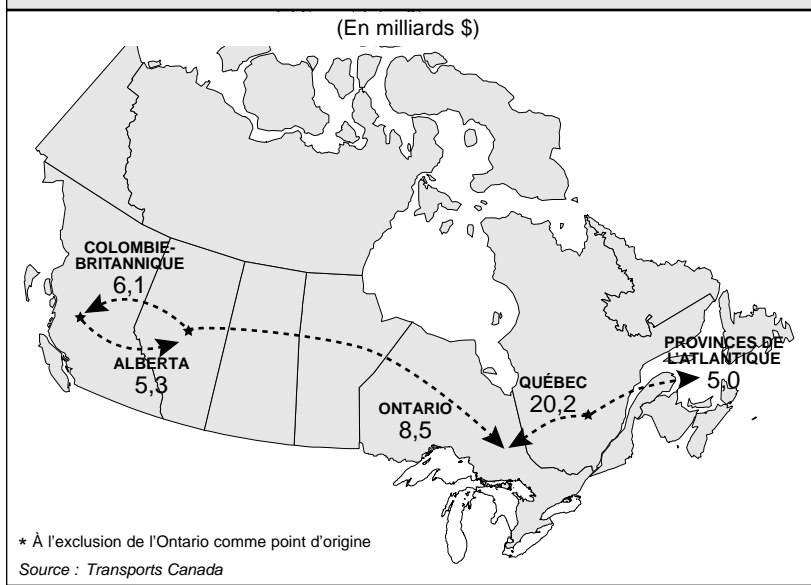 (En milliards $)
COLOMBIE-
BRITANNIQUE
6,1
ALBERTA
5,3
ONTARIO
8,5
QUÉBEC
20,2
PROVINCES DE
L'ATLANTIQUE
5,0
* À l'exclusion de l'Ontario comme point d'origine
Source : Transports Canada